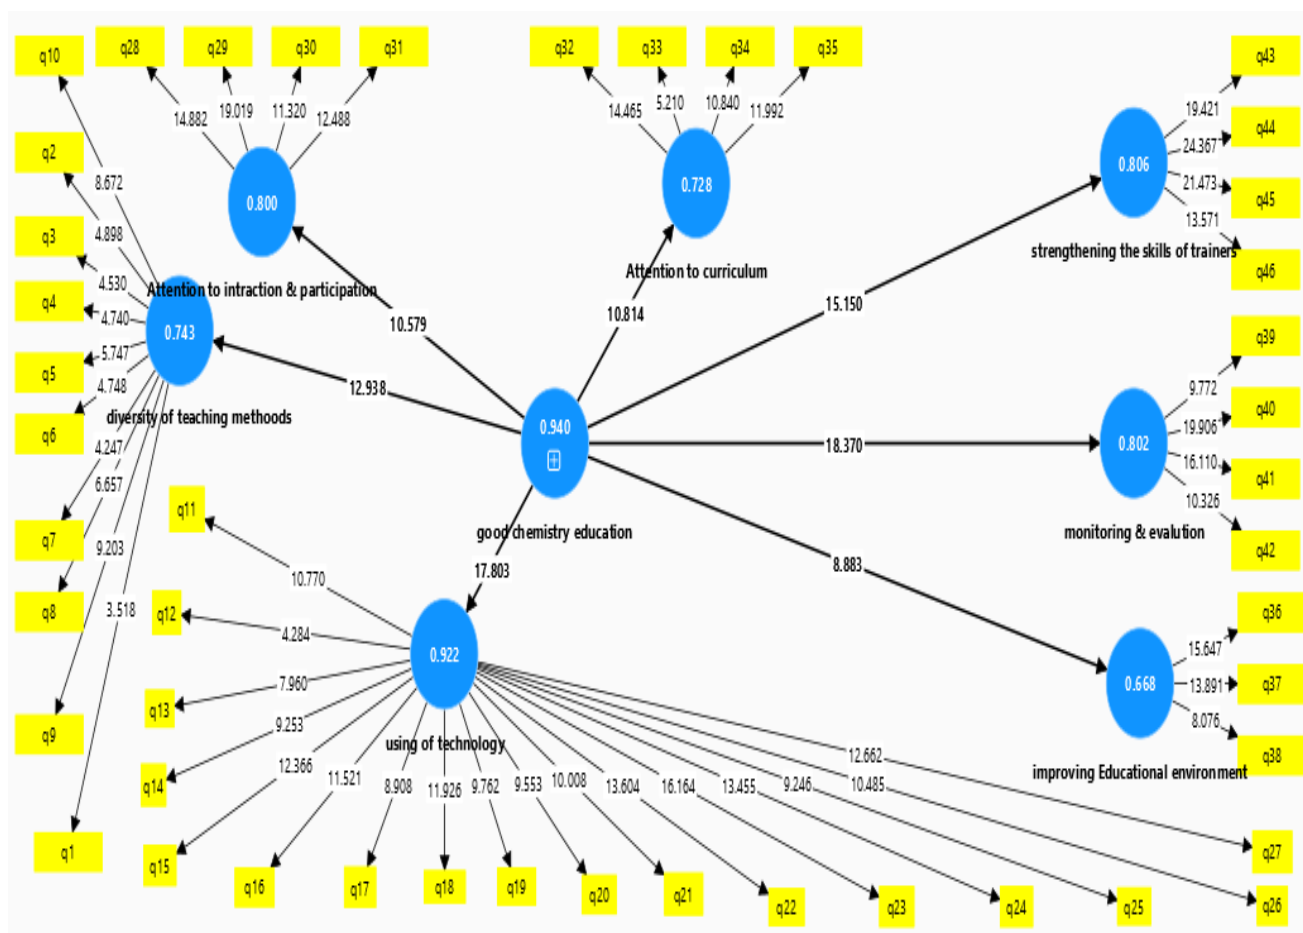 q10
q28
q29
q30
q31
q32
q33
q34
q35
q43
14.882
19.019
11.320
12.488
14.465
5.210
10.840
11.992
19.421
q44
q2
24.367
0.806
8.672
0.800
0.728
21.473
q45
13.571
q3
4.898
strengthening the skills of trainers
q46
4.530
Attention to intraction & participation
Attention to curriculum
q4
4.740
0.743
10.579
10.814
15.150
q39
5.747
q5
4.748
12.938
9.772
q40
diversity of teaching methoods
q6
19.906
0.940
18.370
0.802
4.247
16.110
q41
6.657
10.326
q11
good chemistry education
monitoring & evalution
q42
q7
9.203
17.803
8.883
10.770
q8
3.518
q12
4.284
q36
15.647
0.922
0.668
13.891
q37
7.960
8.076
q13
9.253
q9
using of technology
12.662
q38
12.366
11.521
8.908
11.926
9.762
9.553
10.008
13.604
16.164
13.455
9.246
10.485
improving Educational environment
q14
q1
q15
q27
q16
q17
q18
q19
q20
q21
q22
q23
q24
q25
q26